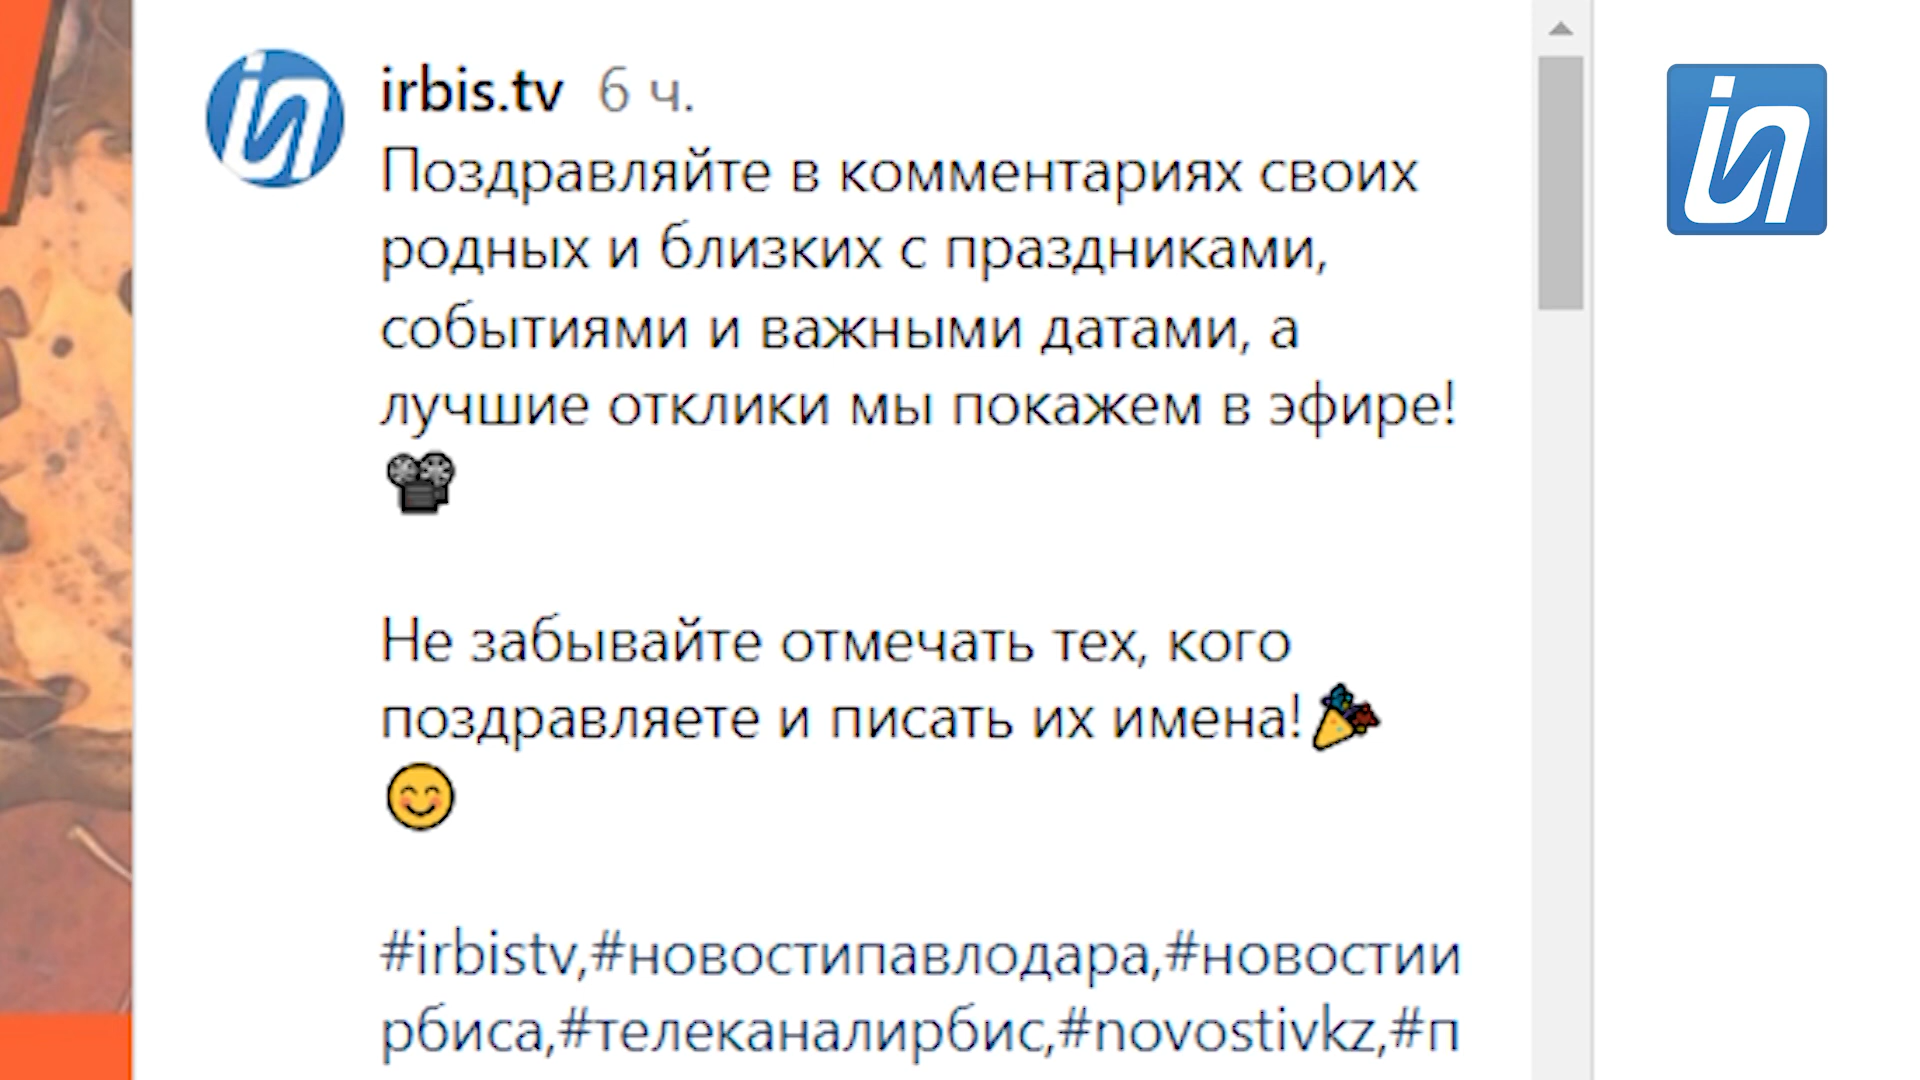 irbis.tv 6 ч.
Поздравляйте в комментариях своих
родных и близких с праздниками,
событиями и важными датами, а
лучшие отклики мы покажем в эфире!
Не забывайте отмечать тех, кого
поздравляете и писать их имена!
#irbistv,#новостипавлодара,#новостии
рбиса,#телеканалирбис,#novostivkz,#п